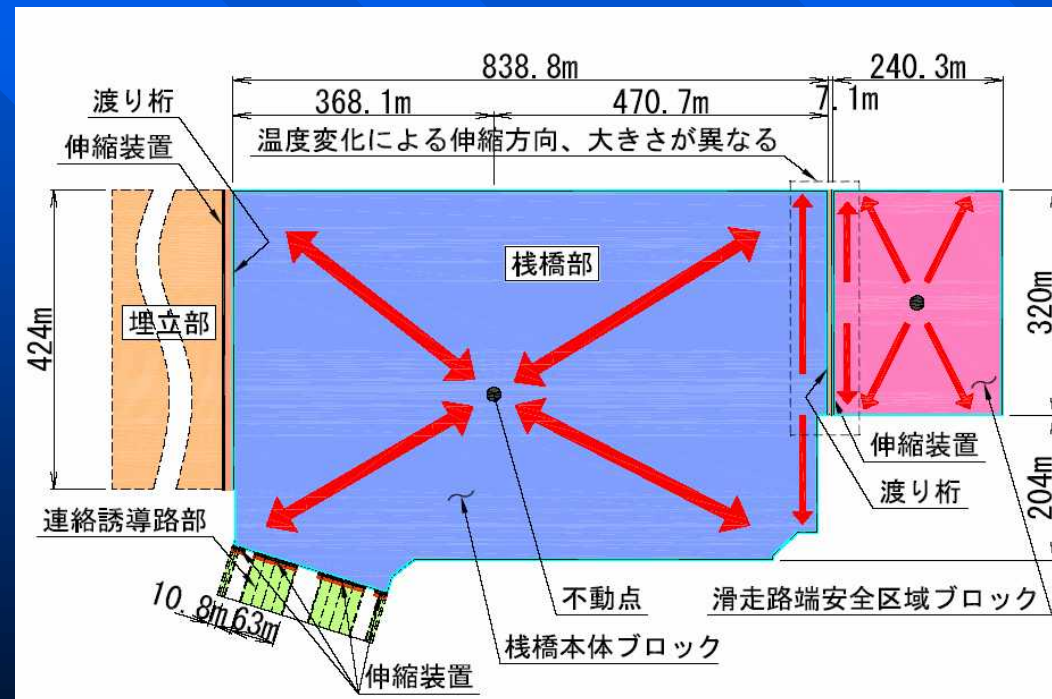 838.8m
240.3m
368.1m
470.7m
7.1m
渡り桁
伸縮装置
温度変化による伸縮方向、大きさが異なる
桟橋部
埋立部
424m
320m
伸縮装置
渡り桁
204m
連絡誘導路部
10.8m
63m
不動点
滑走路端安全区域ブロック
桟橋本体ブロック
伸縮装置